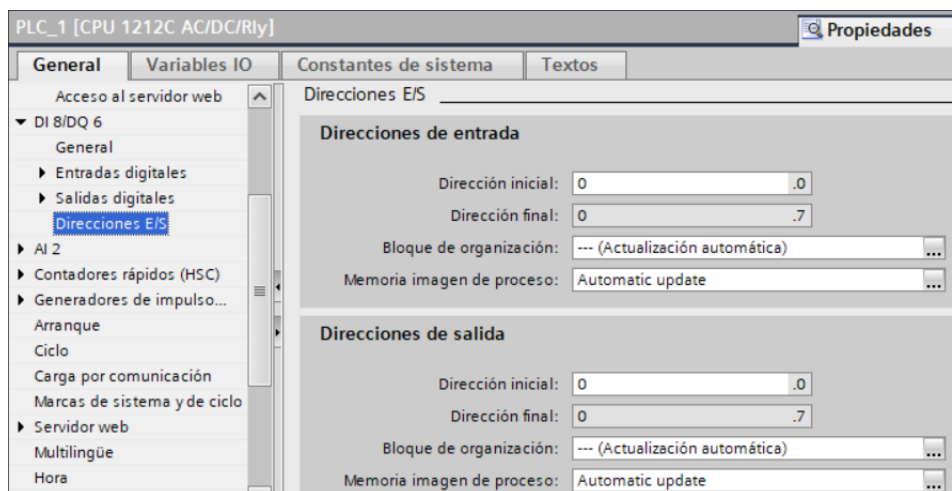 PLC_1 [CPU 1212C AC/DC/Rly]
Propiedades
General
Variables IO
Constantes de sistema
Textos
Acceso al servidor web
DI 8/DQ 6
General
Entradas digitales
Salidas digitales
Direcciones E/S
AI 2
Contadores rápidos (HSC)
Generadores de impulso...
Arranque
Ciclo
Carga por comunicación
Marcas de sistema y de ciclo
Servidor web
Multilingüe
Hora
Direcciones E/S
Direcciones de entrada
Dirección inicial: 0 .0
Dirección final: 0 .7
Bloque de organización: --- (Actualización automática) ...
Memoria imagen de proceso: Automatic update ...
Direcciones de salida
Dirección inicial: 0 .0
Dirección final: 0 .7
Bloque de organización: --- (Actualización automática) ...
Memoria imagen de proceso: Automatic update ...